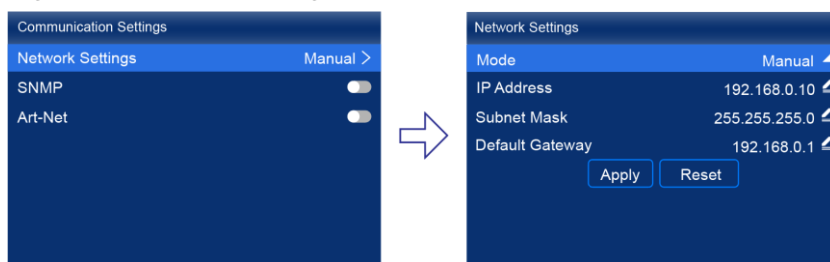 Communication Settings
Network Settings Manual >
SNMP
Art-Net
Network Settings
Mode Manual
IP Address 192.168.0.10
Subnet Mask 255.255.255.0
Default Gateway 192.168.0.1
Apply Reset